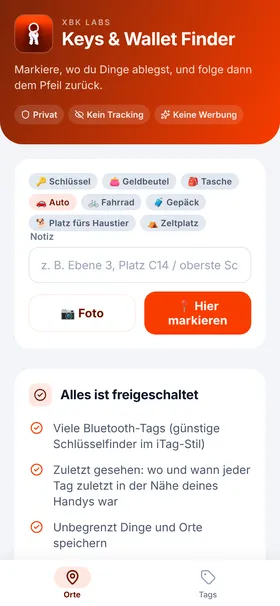 XBK LABS
Keys & Wallet Finder
Markiere, wo du Dinge ablegst, und folge dann
dem Pfeil zurück.
Privat Kein Tracking Keine Werbung
🔑 Schlüssel 👛 Geldbeutel 🎒 Tasche
🚗 Auto 🚲 Fahrrad 🧳 Gepäck
🐕 Platz fürs Haustier ⛺ Zeltplatz
Notiz
z. B. Ebene 3, Platz C14 / oberste Sc
📷 Foto
📍 Hier
markieren
Alles ist freigeschaltet
Viele Bluetooth-Tags (günstige
Schlüsselfinder im iTag-Stil)
Zuletzt gesehen: wo und wann jeder
Tag zuletzt in der Nähe deines
Handys war
Unbegrenzt Dinge und Orte
speichern
Orte Tags